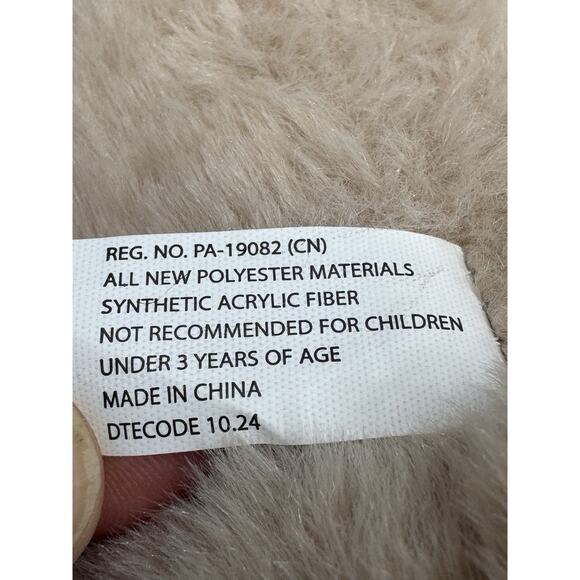 REG. NO. PA-19082 (CN)
ALL NEW POLYESTER MATERIALS
SYNTHETIC ACRYLIC FIBER
NOT RECOMMENDED FOR CHILDREN
UNDER 3 YEARS OF AGE
MADE IN CHINA
DTECODE 10.24